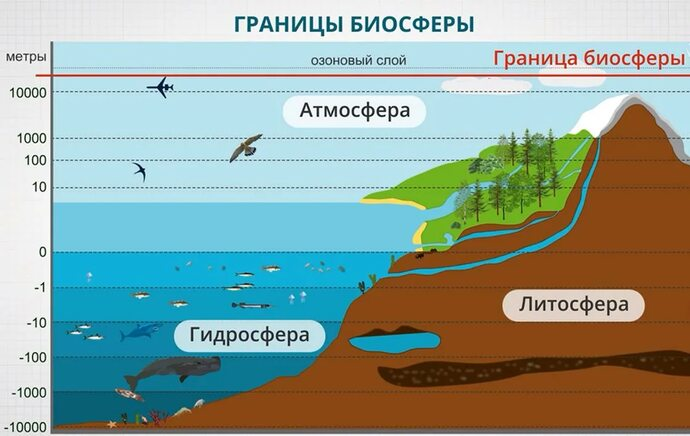 ГРАНИЦЫ БИОСФЕРЫ
метры
озоновый слой
Граница биосферы
10000
Атмосфера
1000
100
10
0
-1
Литосфера
-10
Гидросфера
-100
-1000
-10000